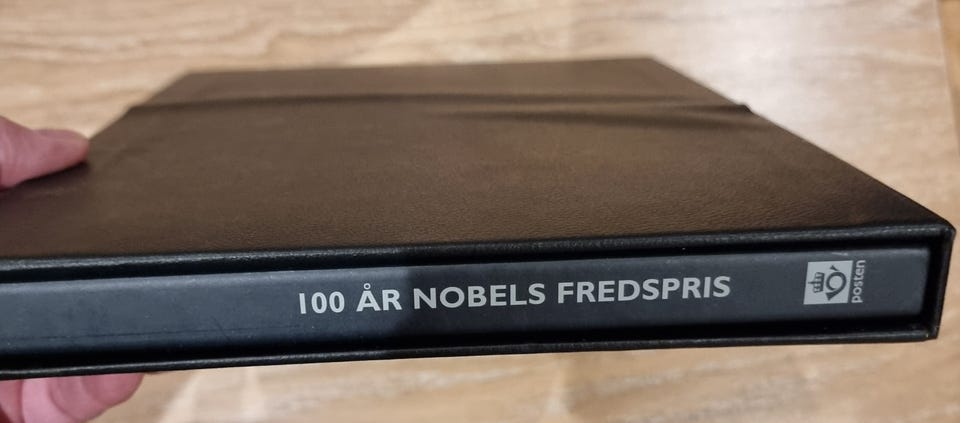 100 ÅR NOBELS FREDSPRIS
posten